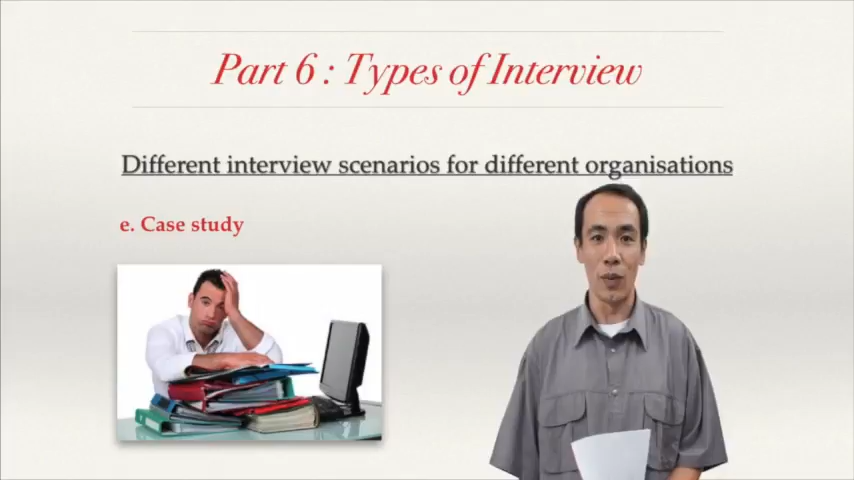 Part 6 : Types of Interview
Different interview scenarios for different organisations
e. Case study